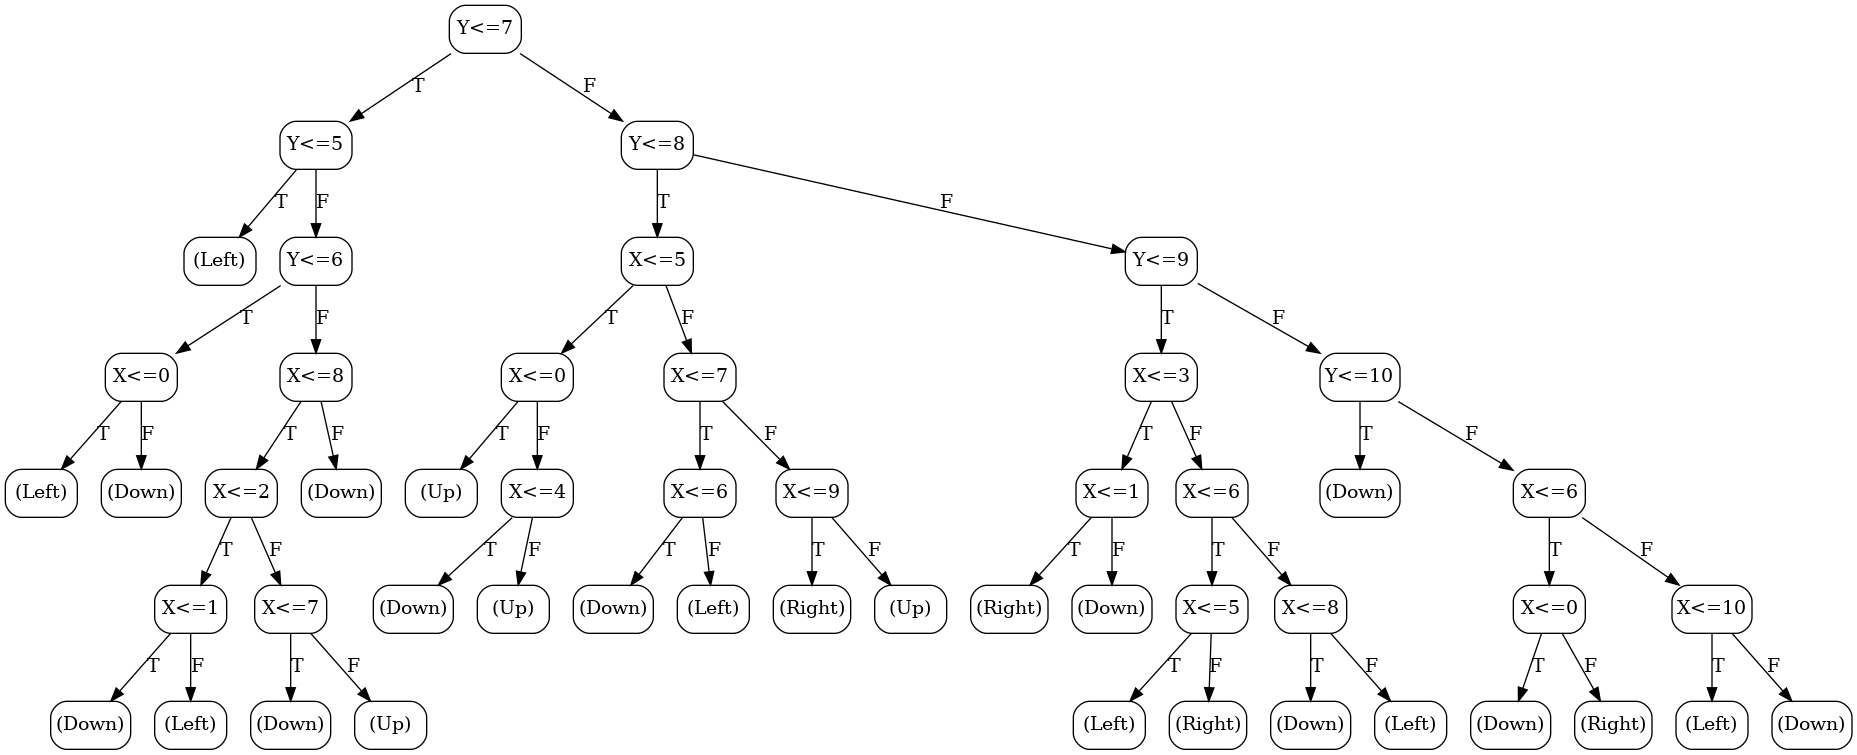 Y<=7
T F
Y<=5 Y<=8
T F T F
(Left) Y<=6 X<=5 Y<=9
T F T F T F
X<=0 X<=8 X<=0 X<=7 X<=3 Y<=10
T F T F T F T F T F T F
(Left) (Down) X<=2 (Down) (Up) X<=4 X<=6 X<=9 X<=1 X<=6 (Down) X<=6
T F T F T F T F T F T F T F
X<=1 X<=7 (Down) (Up) (Down) (Left) (Right) (Up) (Right) (Down) X<=5 X<=8 X<=0 X<=10
T F T F T F T F T F T F
(Down) (Left) (Down) (Up) (Left) (Right) (Down) (Left) (Down) (Right) (Left) (Down)